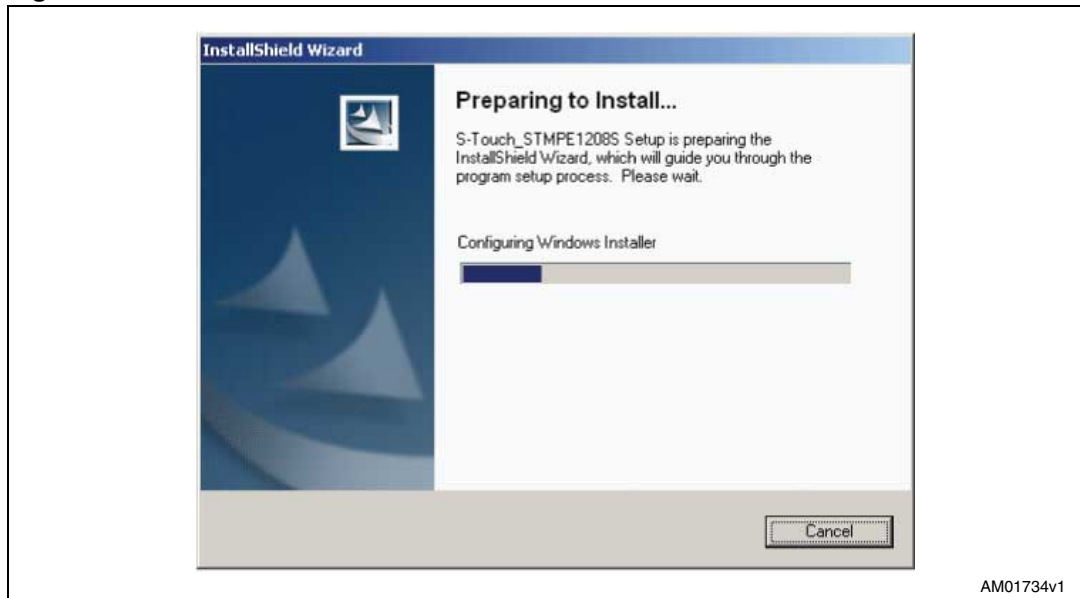 InstallShield Wizard
Preparing to Install...
S-Touch_STMPE1208S Setup is preparing the
InstallShield Wizard, which will guide you through the
program setup process.  Please wait.
Configuring Windows Installer
Cancel
AM01734v1